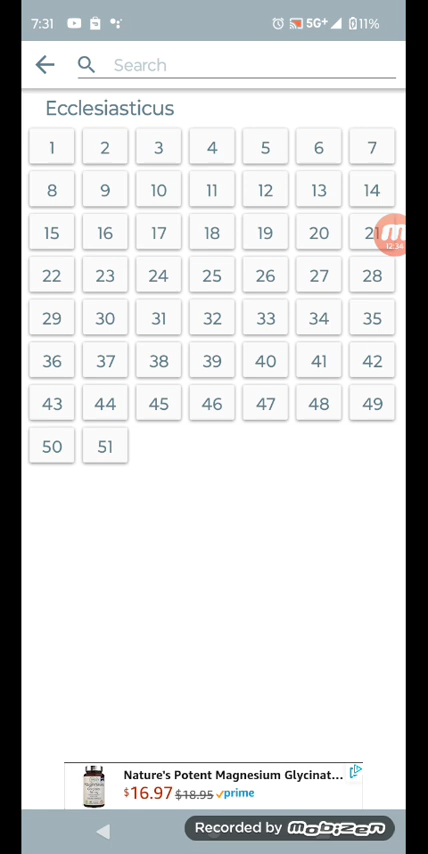 7:31 5G+ 11%
Search
Ecclesiasticus
1 2 3 4 5 6 7
8 9 10 11 12 13 14
15 16 17 18 19 20 21
12:34
22 23 24 25 26 27 28
29 30 31 32 33 34 35
36 37 38 39 40 41 42
43 44 45 46 47 48 49
50 51
Nature's Potent Magnesium Glycinat...
$16.97 $18.95 prime
Recorded by mobizen